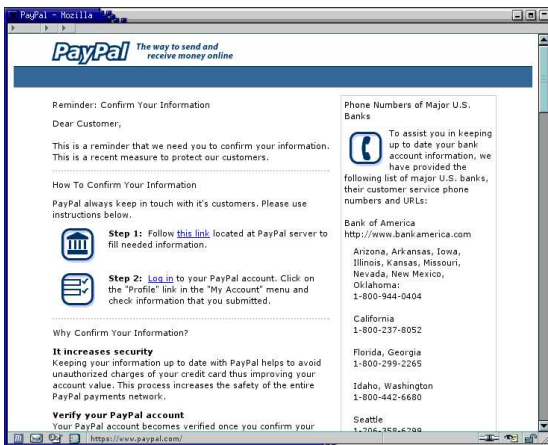 PayPal - Mozilla
PayPal
The way to send and
receive money online
Reminder: Confirm Your Information
Dear Customer,
This is a reminder that we need you to confirm your information.
This is a recent measure to protect our customers.
How To Confirm Your Information
PayPal always keep in touch with it's customers. Please use
instructions below.
Step 1: Follow this link located at PayPal server to
fill needed information.
Step 2: Log in to your PayPal account. Click on
the "Profile" link in the "My Account" menu and
check information that you submitted.
Why Confirm Your Information?
It increases security
Keeping your information up to date with PayPal helps to avoid
unauthorized charges of your credit card thus improving your
account value. This process increases the safety of the entire
PayPal payments network.
Verify your PayPal account
Your PayPal account becomes verified once you confirm your
Phone Numbers of Major U.S.
Banks
To assist you in keeping
up to date your bank
account information, we
have provided the
following list of major U.S. banks,
their customer service phone
numbers and URLs:
Bank of America
http://www.bankamerica.com
Arizona, Arkansas, Iowa,
Illinois, Kansas, Missouri,
Nevada, New Mexico,
Oklahoma:
1-800-944-0404
California
1-800-237-8052
Florida, Georgia
1-800-299-2265
Idaho, Washington
1-800-442-6680
Seattle
1-206-358-6799
https://www.paypal.com/